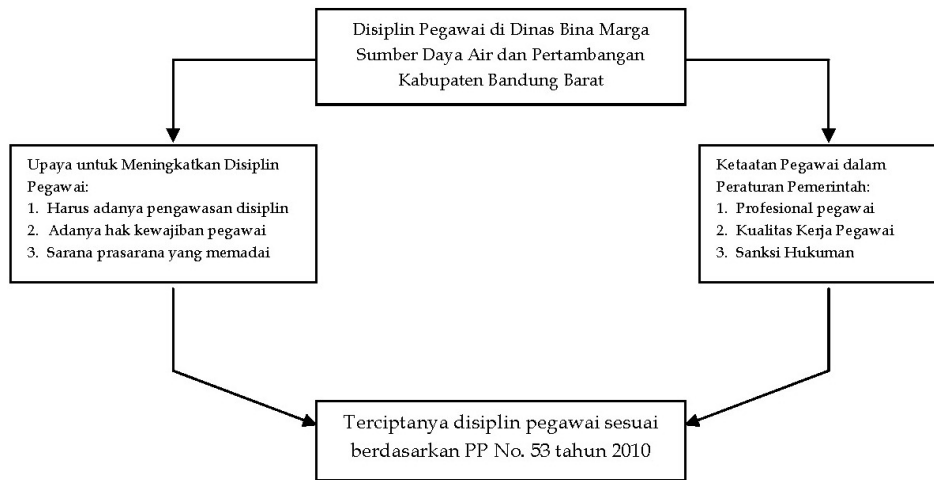 Disiplin Pegawai di Dinas Bina Marga
Sumber Daya Air dan Pertambangan
Kabupaten Bandung Barat
Upaya untuk Meningkatkan Disiplin
Pegawai:
1. Harus adanya pengawasan disiplin
2. Adanya hak kewajiban pegawai
3. Sarana prasarana yang memadai
Ketaatan Pegawai dalam
Peraturan Pemerintah:
1. Profesional pegawai
2. Kualitas Kerja Pegawai
3. Sanksi Hukuman
Terciptanya disiplin pegawai sesuai
berdasarkan PP No. 53 tahun 2010